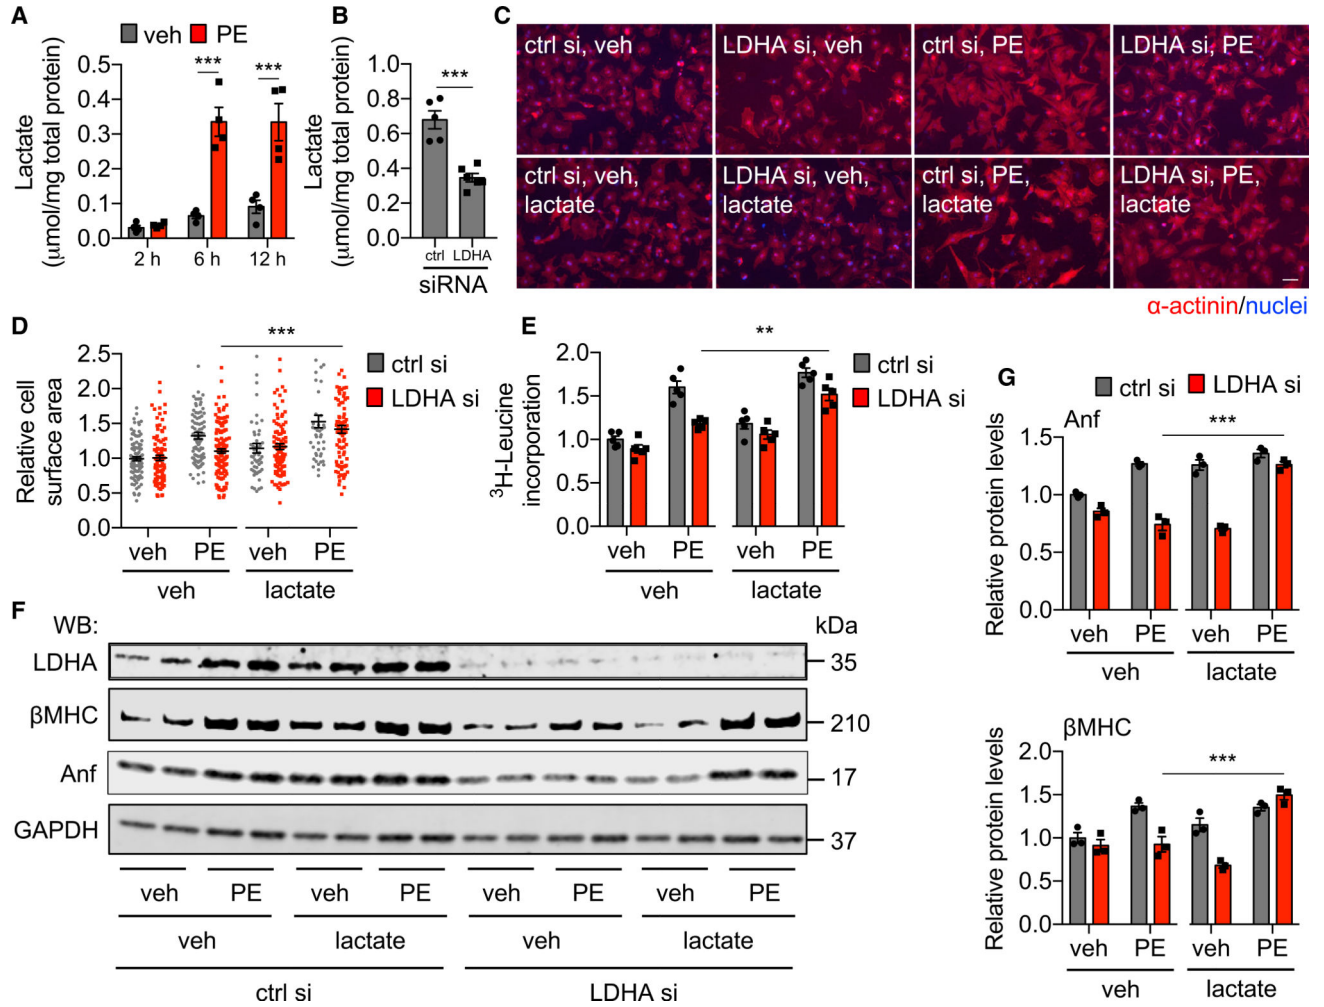 A
veh PE
Lactate
(μmol/mg total protein)
0.5
0.4
0.3
0.2
0.1
0.0
*** ***
2 h 6 h 12 h
B
Lactate
(μmol/mg total protein)
1.0
0.8
0.6
0.4
0.2
0.0
***
ctrl LDHA
siRNA
C
ctrl si, veh
LDHA si, veh
ctrl si, PE
LDHA si, PE
ctrl si, veh,
lactate
LDHA si, veh,
lactate
ctrl si, PE,
lactate
LDHA si, PE,
lactate
α-actinin/nuclei
D
Relative cell
surface area
2.5
2.0
1.5
1.0
0.5
0.0
***
ctrl si
LDHA si
veh PE veh PE
veh lactate
E
³H-Leucine
incorporation
2.0
1.5
1.0
0.5
0.0
**
ctrl si
LDHA si
veh PE veh PE
veh lactate
F
WB:
kDa
LDHA 35
βMHC 210
Anf 17
GAPDH 37
veh PE veh PE veh PE veh PE
veh lactate veh lactate
ctrl si LDHA si
G
ctrl si LDHA si
Anf
Relative protein levels
1.5
1.0
0.5
0.0
***
veh PE veh PE
veh lactate
βMHC
Relative protein levels
2.0
1.5
1.0
0.5
0.0
***
veh PE veh PE
veh lactate